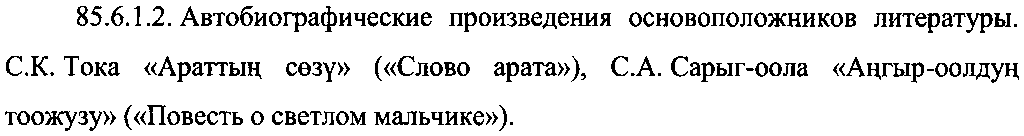 85.6.1.2. Автобиографические произведения основоположников литературы.
С.К. Тока «Араттың сөзү» («Слово арата»), С.А. Сарыг-оола «Аңгыр-оолдуң
тоожузу» («Повесть о светлом мальчике»).